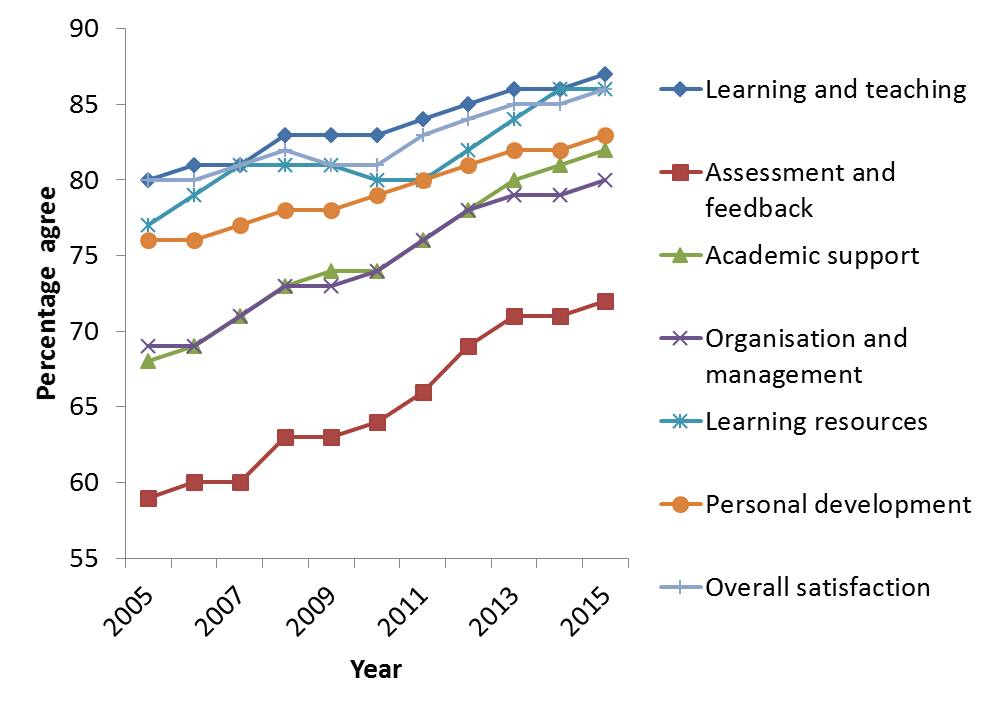 90
85
80
75
70
65
60
55
Percentage agree
2005
2007
2009
2011
2013
2015
Year
Learning and teaching
Assessment and
feedback
Academic support
Organisation and
management
Learning resources
Personal development
Overall satisfaction